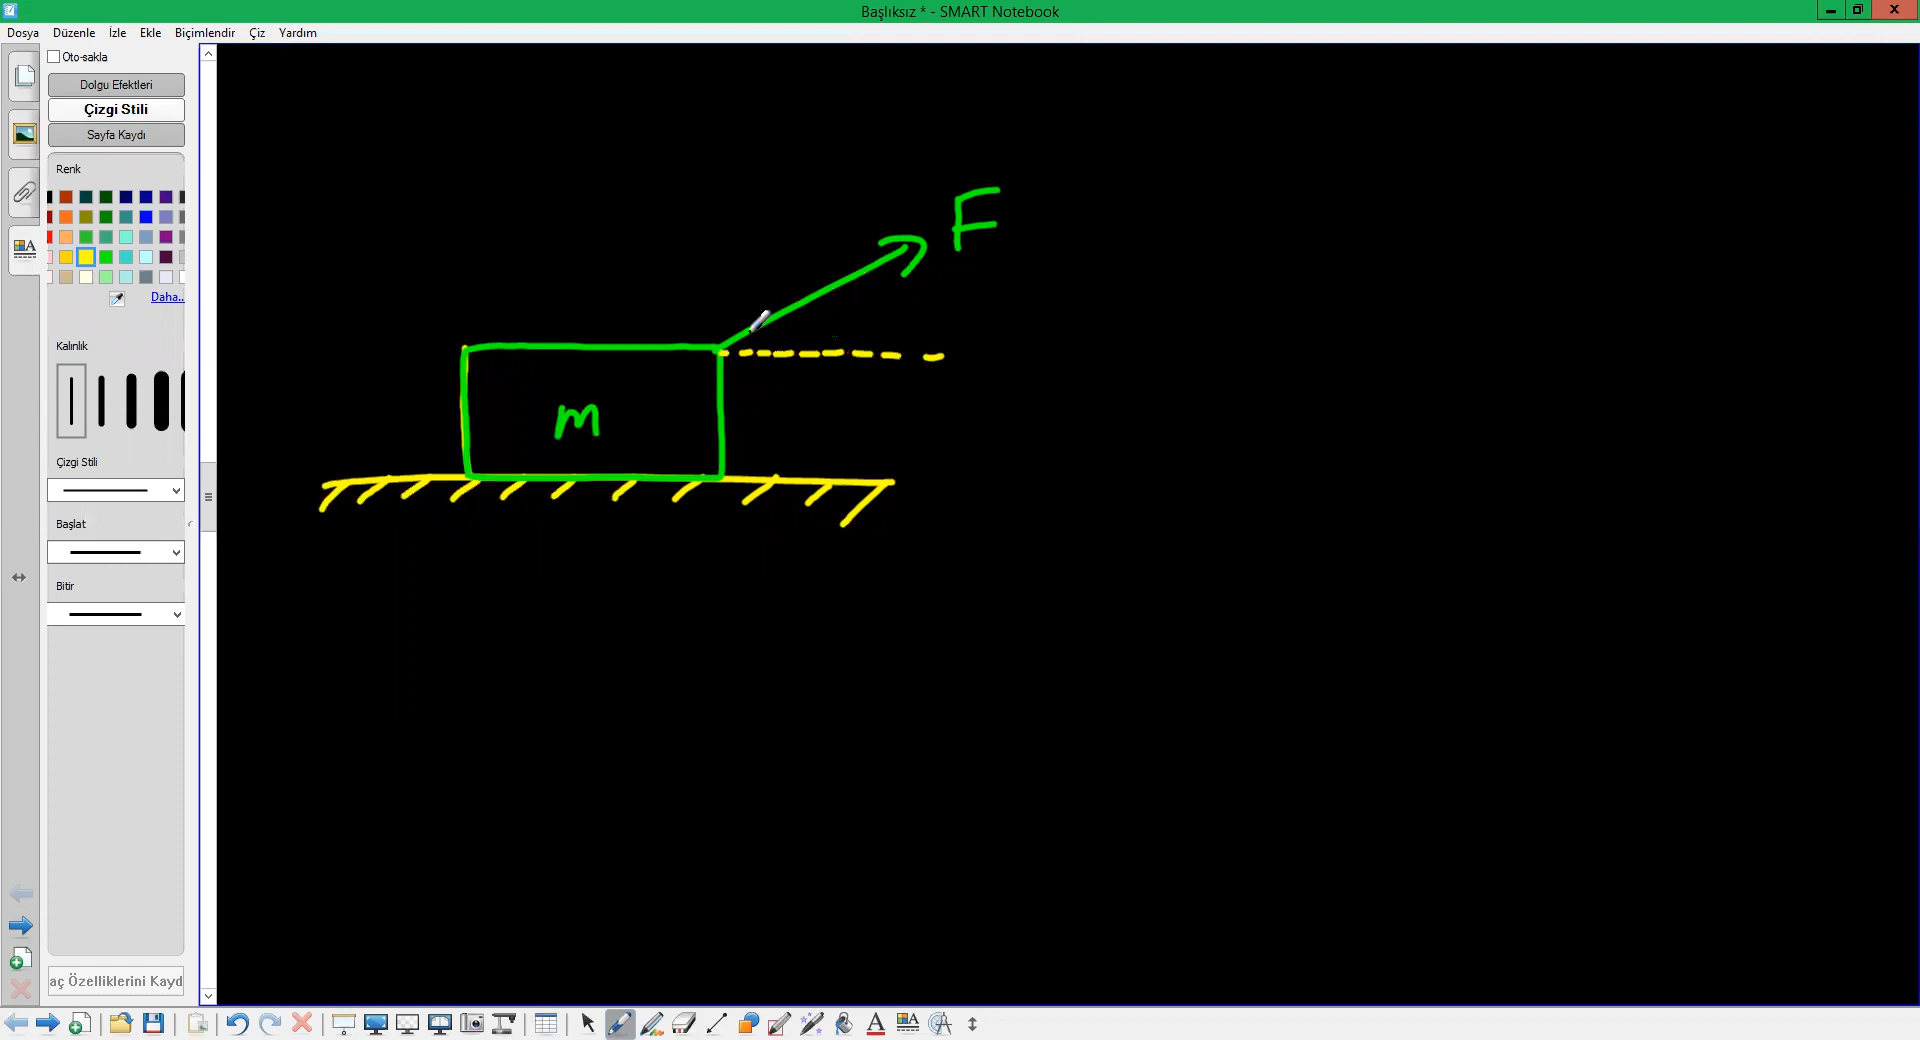 Başlıksız * - SMART Notebook
Dosya Düzenle İzle Ekle Biçimlendir Çiz Yardım
Oto-sakla
Dolgu Efektleri
Çizgi Stili
Sayfa Kaydı
Renk
Daha..
Kalınlık
Çizgi Stili
Başlat
Bitir
aç Özelliklerini Kayd
F
m